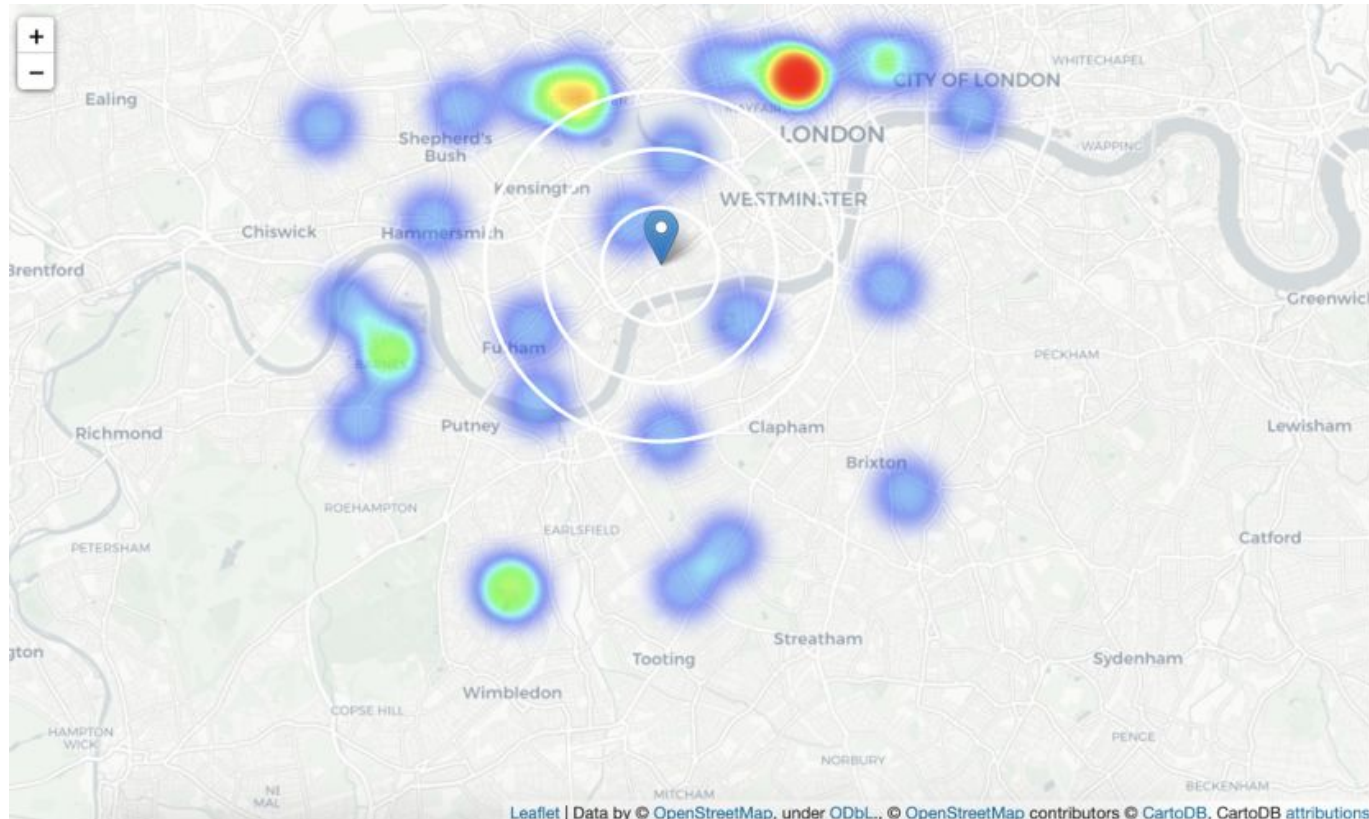 +
−
WHITECHAPEL
CITY OF LONDON
Ealing
LONDON
Shepherd's
Bush
WAPPING
Kensington
WESTMINSTER
Chiswick
Hammersmith
Brentford
Greenwich
Fulham
PECKHAM
Richmond
Putney
Clapham
Lewisham
Brixton
ROEHAMPTON
EARLSFIELD
PETERSHAM
Catford
Streatham
gton
Tooting
Sydenham
Wimbledon
COPSE HILL
HAMPTON
WICK
PENGE
NORBURY
BECKENHAM
MITCHAM
MAL
Leaflet | Data by © OpenStreetMap, under ODbL., © OpenStreetMap contributors © CartoDB, CartoDB attributions